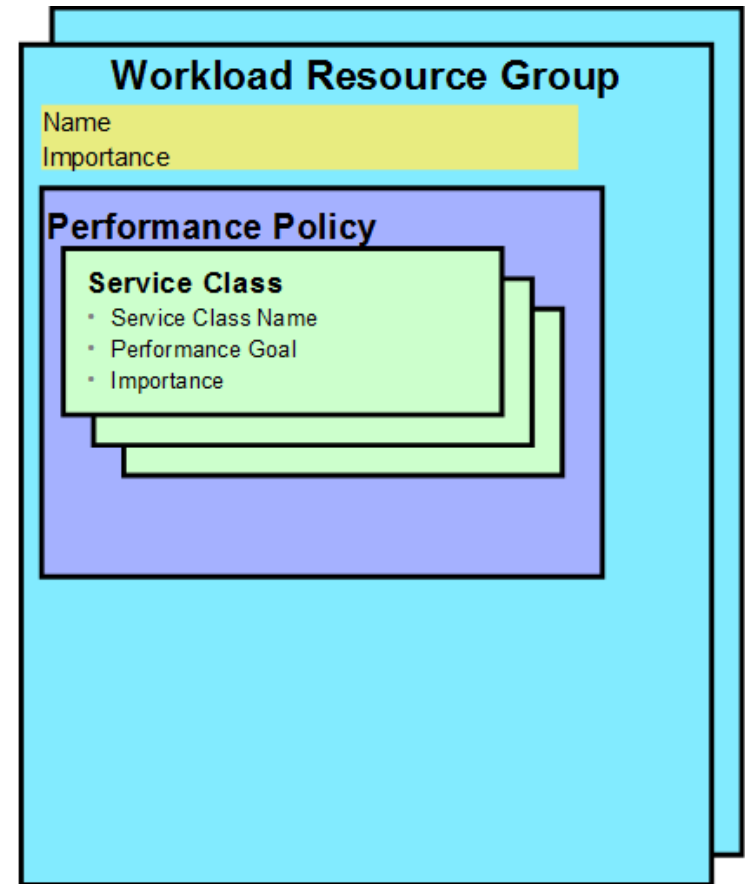 Workload Resource Group
Name
Importance
Performance Policy
Service Class
• Service Class Name
• Performance Goal
• Importance